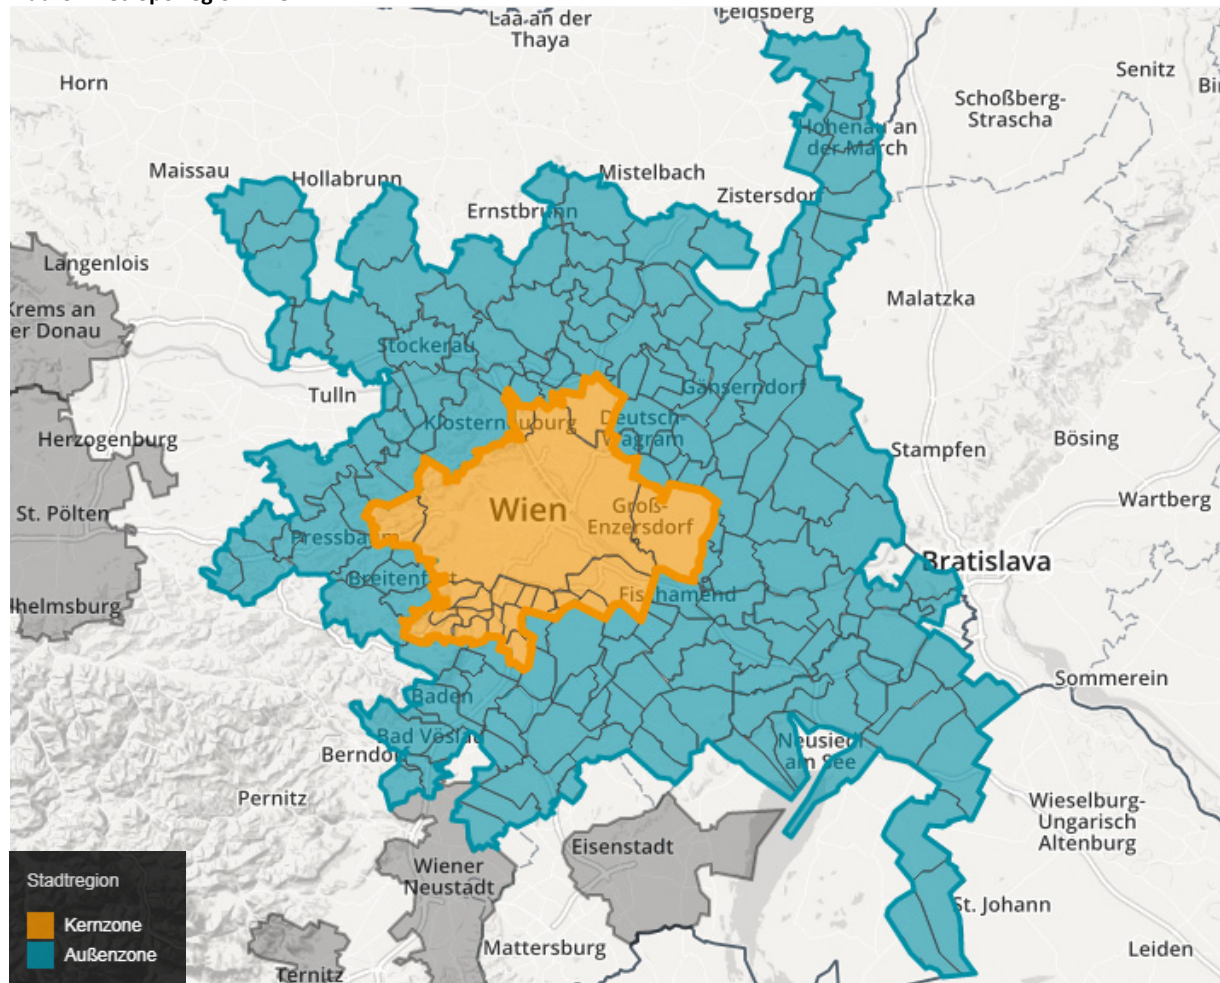 Laa an der
Thaya
Feldsberg
Horn
Senitz
Schoßberg-
Strascha
Hohenau an
der March
Maissau
Hollabrunn
Mistelbach
Zistersdorf
Ernstbrunn
Langenlois
Krems an
er Donau
Malatzka
Stockerau
Tulln
Gänserndorf
Klosterneuburg
Deutsch-
Wagram
Herzogenburg
Stampfen
Bösing
Wartberg
St. Pölten
Wien
Groß-
Enzersdorf
Pressbaum
Bratislava
Breitenfurt
Fischamend
lhelmsburg
Sommerein
Baden
Bad Vöslau
Neusiedl
am See
Berndorf
Pernitz
Wieselburg-
Ungarisch
Altenburg
Eisenstadt
Wiener
Neustadt
Stadtregion
Kernzone
Außenzone
St. Johann
Mattersburg
Leiden
Ternitz